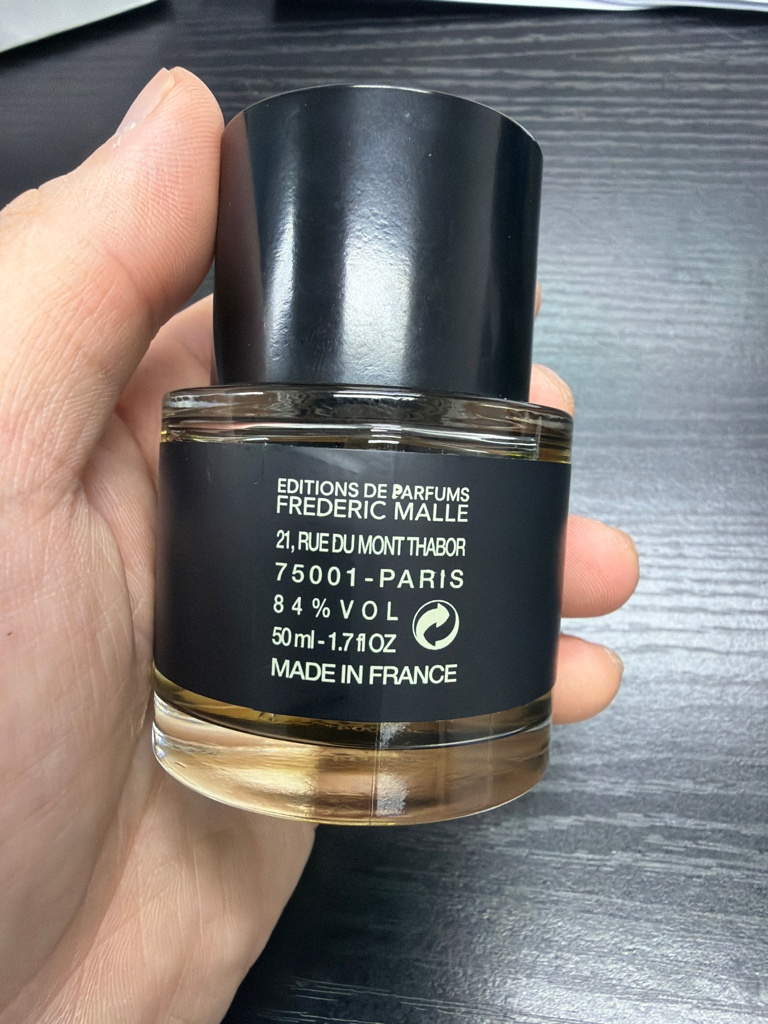 EDITIONS DE PARFUMS
FREDERIC MALLE
21, RUE DU MONT THABOR
75001-PARIS
84% VOL
50 ml - 1.7 fl OZ
MADE IN FRANCE